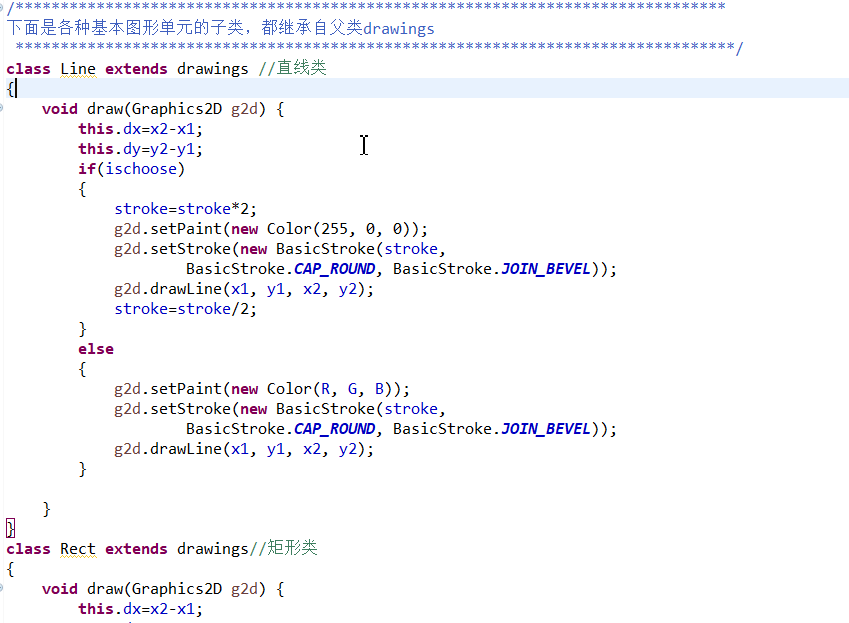 /*******************************************************************************
下面是各种基本图形单元的子类，都继承自父类drawings
********************************************************************************/
class Line extends drawings //直线类
{
void draw(Graphics2D g2d) {
this.dx=x2-x1;
this.dy=y2-y1;
if(ischoose)
{
stroke=stroke*2;
g2d.setPaint(new Color(255, 0, 0));
g2d.setStroke(new BasicStroke(stroke,
BasicStroke.CAP_ROUND, BasicStroke.JOIN_BEVEL));
g2d.drawLine(x1, y1, x2, y2);
stroke=stroke/2;
}
else
{
g2d.setPaint(new Color(R, G, B));
g2d.setStroke(new BasicStroke(stroke,
BasicStroke.CAP_ROUND, BasicStroke.JOIN_BEVEL));
g2d.drawLine(x1, y1, x2, y2);
}
}
}
class Rect extends drawings//矩形类
{
void draw(Graphics2D g2d) {
this.dx=x2-x1;